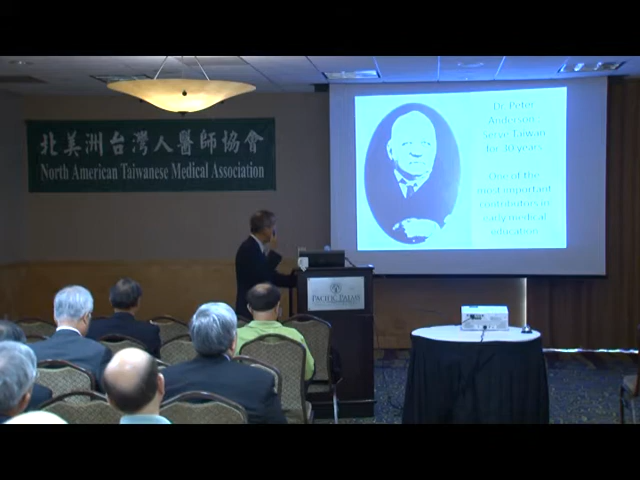 北美洲台灣人醫師協會
North American Taiwanese Medical Association
Dr. Peter
Anderson:
Serve Taiwan
for 30 years
One of the
most important
contributors in
early medical
education.
PACIFIC PALMS